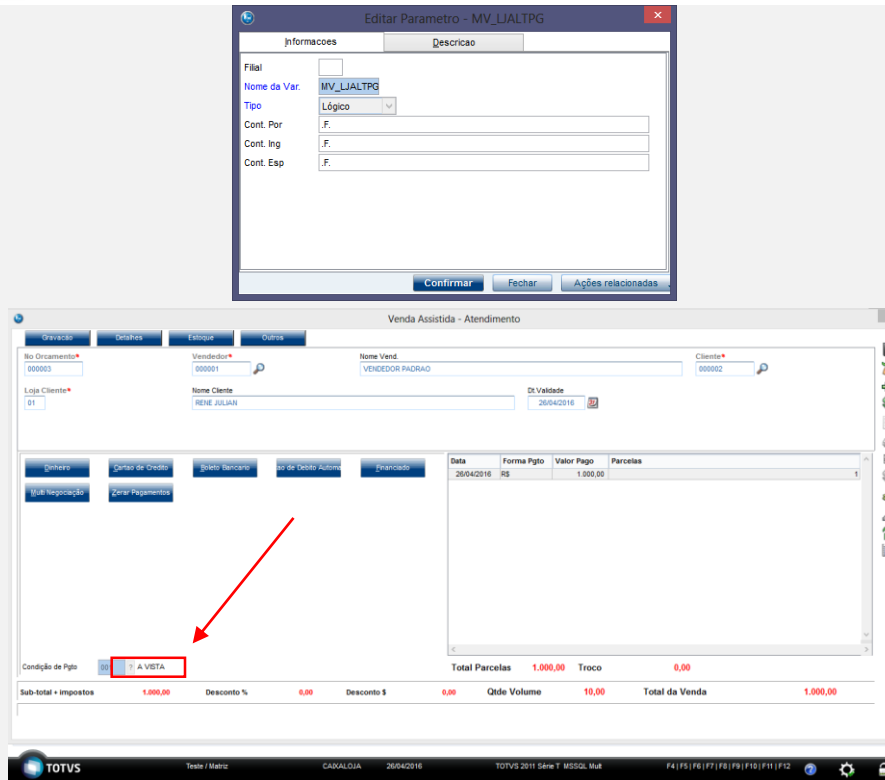 Editar Parametro - MV_LJALTPG
Informacoes Descricao
Filial
Nome da Var. MV_LJALTPG
Tipo Lógico
Cont. Por .F.
Cont. Ing .F.
Cont. Esp .F.
Confirmar Fechar Ações relacionadas
Venda Assistida - Atendimento
Gravacão Detalhes Estoque Outros
No Orcamento* Vendedor* Nome Vend. Cliente*
000003 000001 VENDEDOR PADRAO 000002
Loja Cliente* Nome Cliente Dt.Validade
01 RENE JULIAN 26/04/2016
Dinheiro Cartao de Credito Boleto Bancario ao de Debito Automa Financiado
Multi Negociação Zerar Pagamentos
Data Forma Pgto Valor Pago Parcelas
26/04/2016 R$ 1.000,00 1
Condição de Pgto 001 ? A VISTA
Total Parcelas 1.000,00 Troco 0,00
Sub-total + impostos 1.000,00 Desconto % 0,00 Desconto $ 0,00 Qtde Volume 10,00 Total da Venda 1.000,00
TOTVS Teste / Matriz CAIXALOJA 26/04/2016 TOTVS 2011 Série T MSSQL Mult F4 | F5 | F6 | F7 | F8 | F9 | F10 | F11 | F12